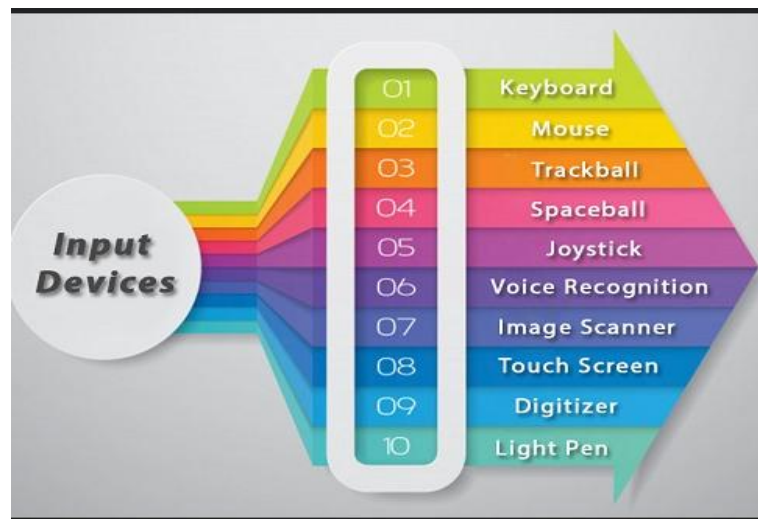 Input
Devices
01 Keyboard
02 Mouse
03 Trackball
04 Spaceball
05 Joystick
06 Voice Recognition
07 Image Scanner
08 Touch Screen
09 Digitizer
10 Light Pen